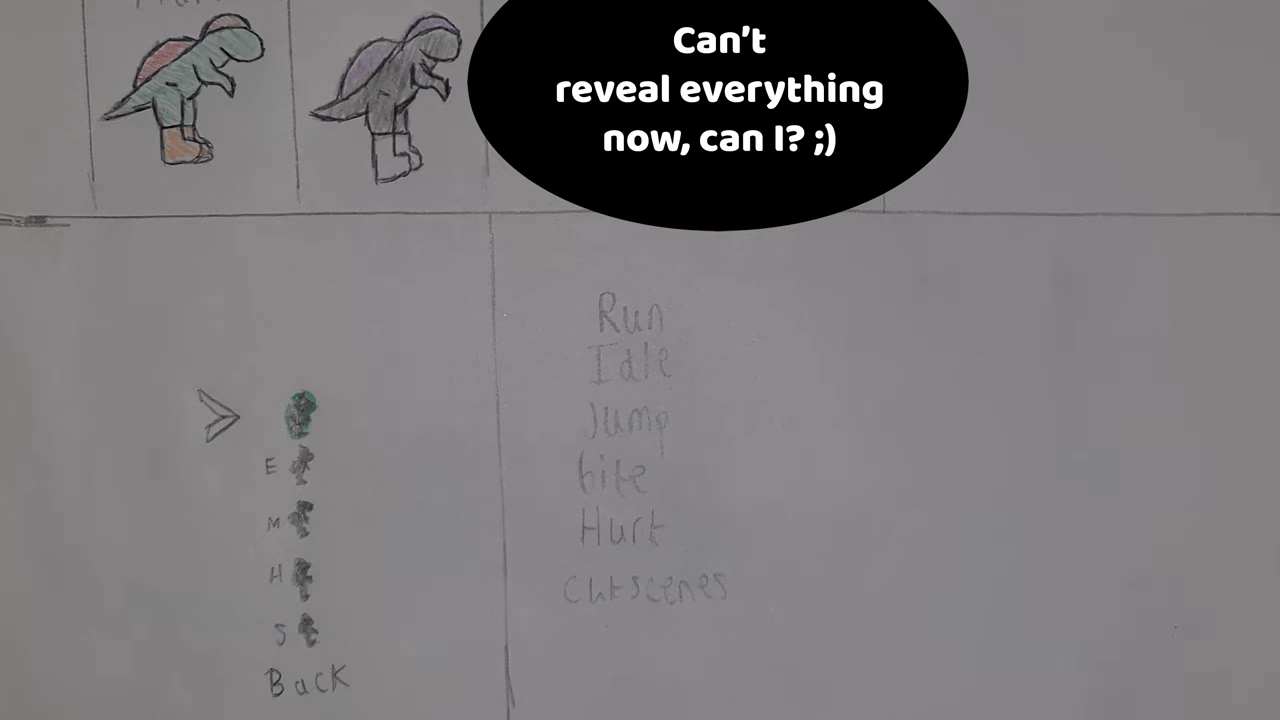 Can't
reveal everything
now, can I? ;)
Run
Idle
Jump
bite
Hurt
cutscenes
E
M
H
S
Back